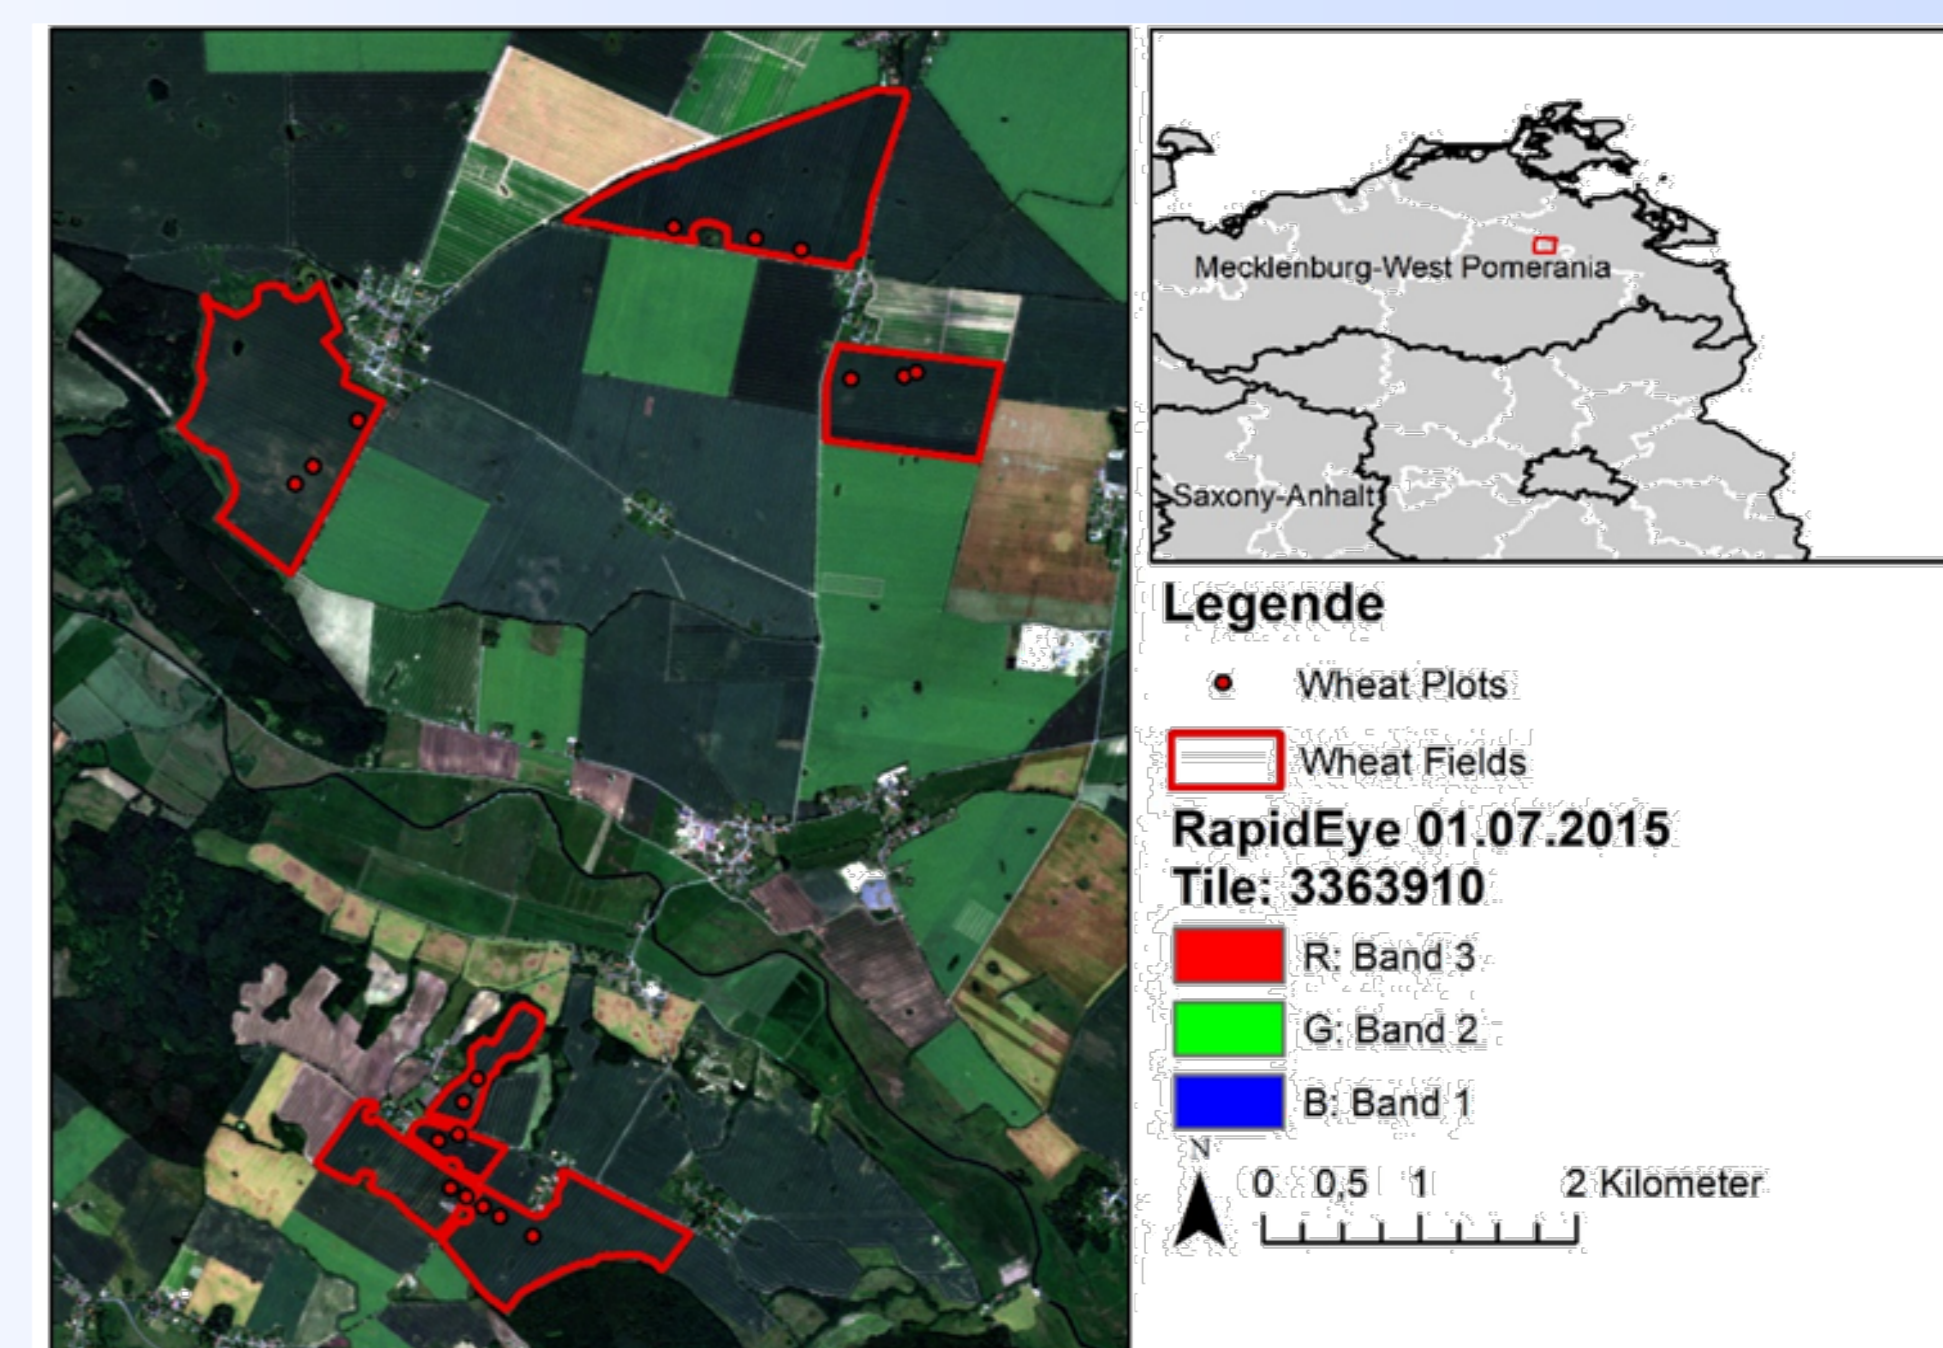 Mecklenburg-West Pomerania
Saxony-Anhalt
Legende
Wheat Plots
Wheat Fields
RapidEye 01.07.2015
Tile: 3363910
R: Band 3
G: Band 2
B: Band 1
N
0 0,5 1 2 Kilometer